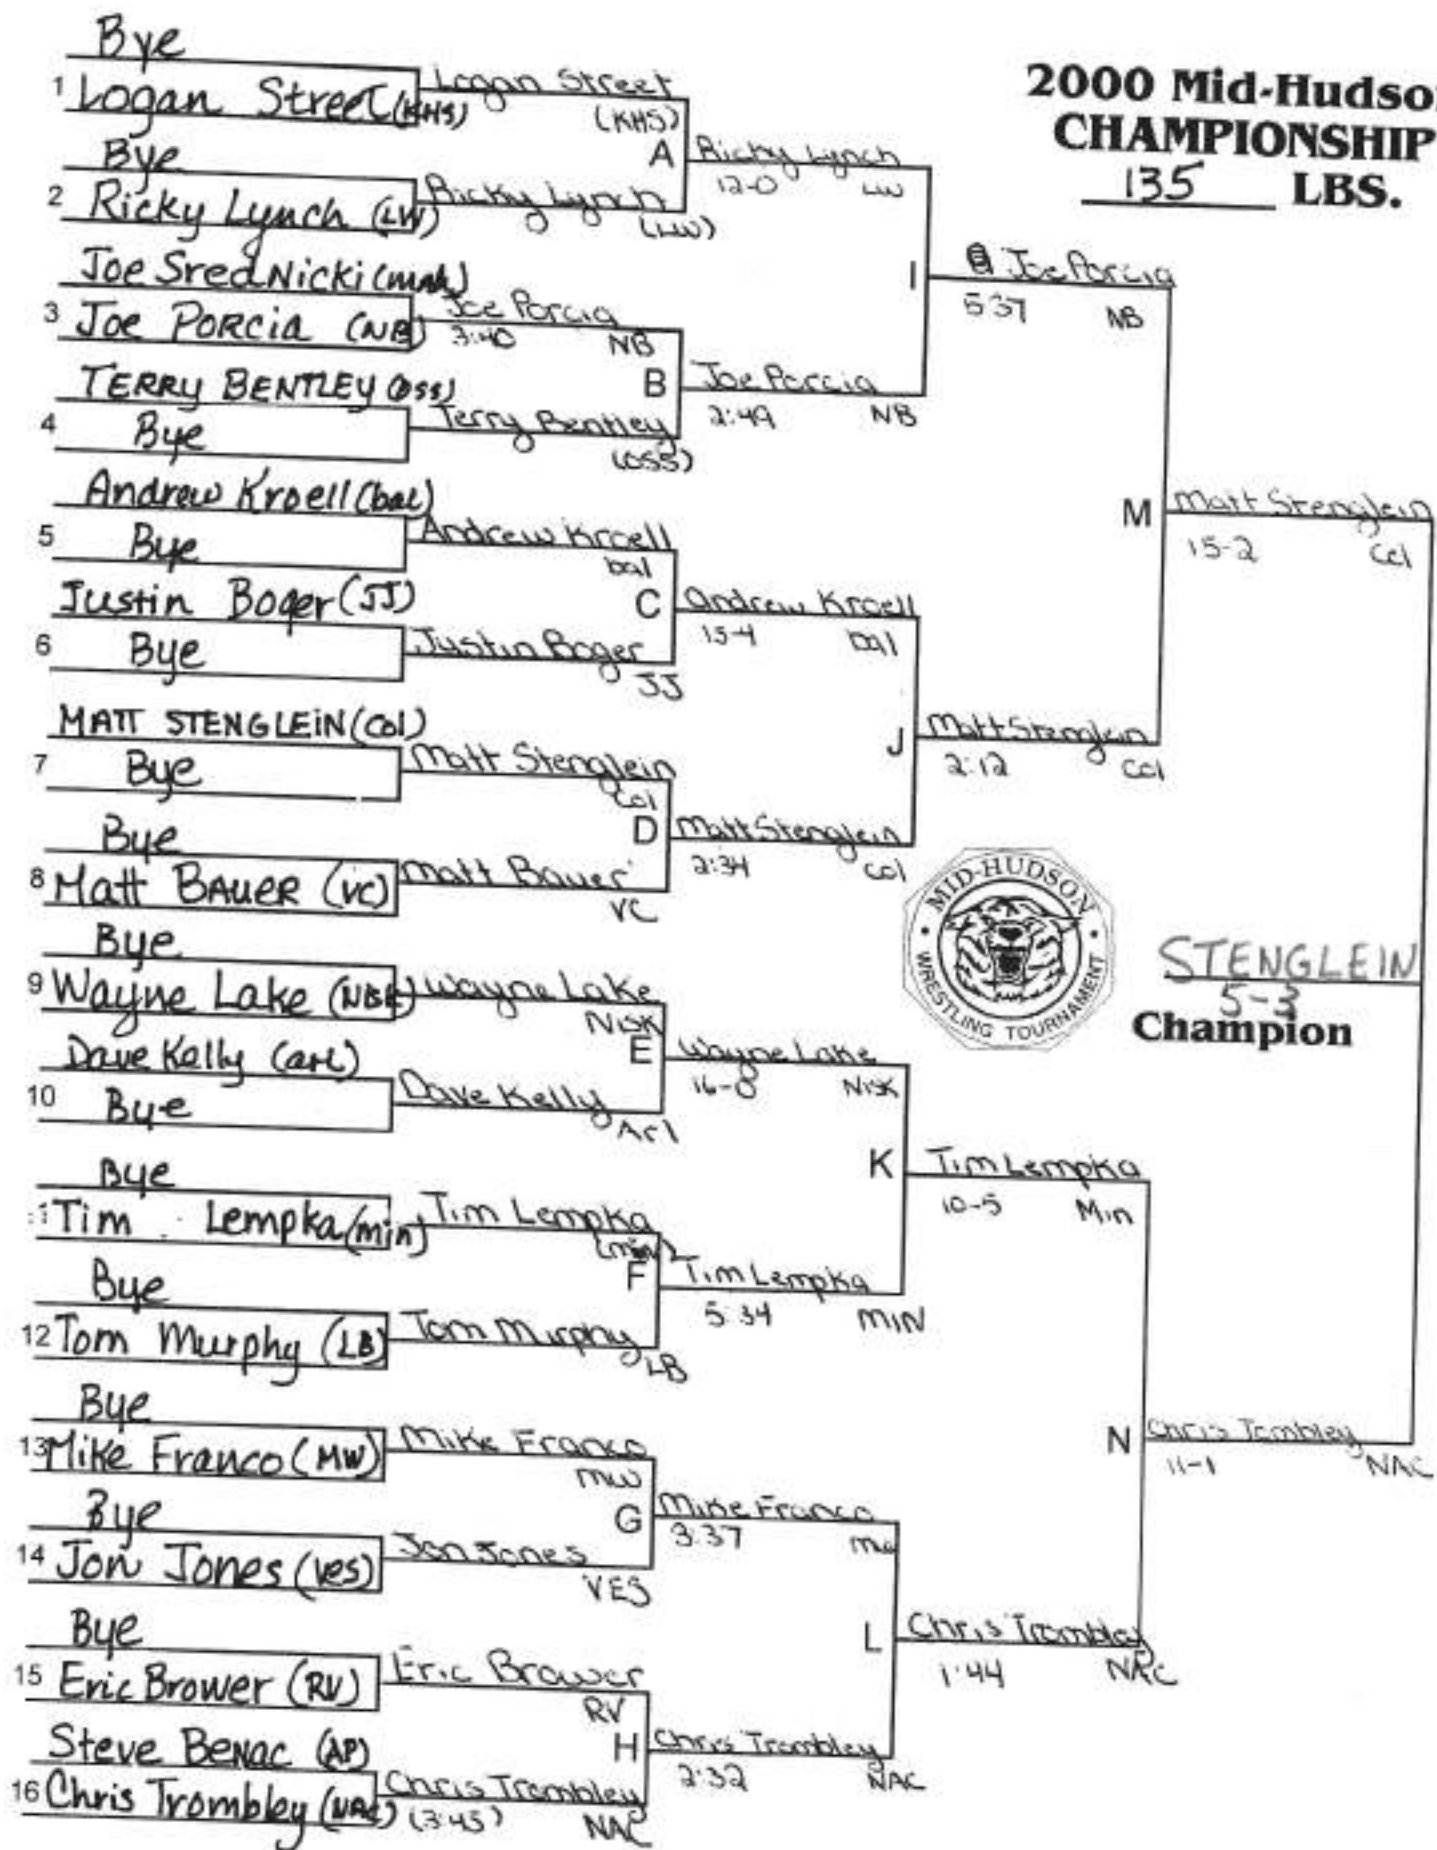 2000 Mid-Hudso
CHAMPIONSHIP
135 LBS.
Bye
1 Logan Street (KHS)
Bye
2 Ricky Lynch (LW)
Joe SredNicki
3 Joe PORCIA (NB)
TERRY BENTLEY (OSS)
4 Bye
Andrew Kroell (bal)
5 Bye
Justin Boger (JJ)
6 Bye
MATT STENGLEIN (Col)
7 Bye
Bye
8 Matt BAUER (VC)
Bye
9 Wayne Lake
Dave Kelly (arl)
10 Bye
Bye
Tim Lempka (min)
Bye
12 Tom Murphy (LB)
Bye
13 Mike Franco (MW)
Bye
14 Jon Jones (ves)
Bye
15 Eric Brower (RV)
Steve Benac (AP)
16 Chris Trombley (NAC)
Logan Street
(KHS)
A
Ricky Lynch
(LW)
Joe Porcia
3:40 NB
B
Terry Bentley
(OSS)
Andrew Kroell
bal
C
Justin Boger
JJ
Matt Stenglein
Col
D
Matt Bauer
VC
Wayne Lake
Nisk
E
Dave Kelly
Arl
Tim Lempka
(min)
F
Tom Murphy
LB
Mike Franco
MW
G
Jon Jones
VES
Eric Brower
RV
H
Chris Trombley
(3:45) NAC
Ricky Lynch
12-0 LW
I
Joe Porcia
2:49 NB
Andrew Kroell
15-4 bal
J
Matt Stenglein
2:34 Col
Wayne Lake
16-0 Nisk
K
Tim Lempka
5:34 MIN
Mike Franco
3:37
L
Chris Trombley
2:32 NAC
Joe Porcia
5:37 NB
M
Matt Stenglein
2:12 Col
Tim Lempka
10-5 Min
N
Chris Trombley
1:44 NAC
Matt Stenglein
15-2 Col
Chris Tombley
11-1 NAC
MID-HUDSON
WRESTLING TOURNAMENT
STENGLEIN
5-3
Champion